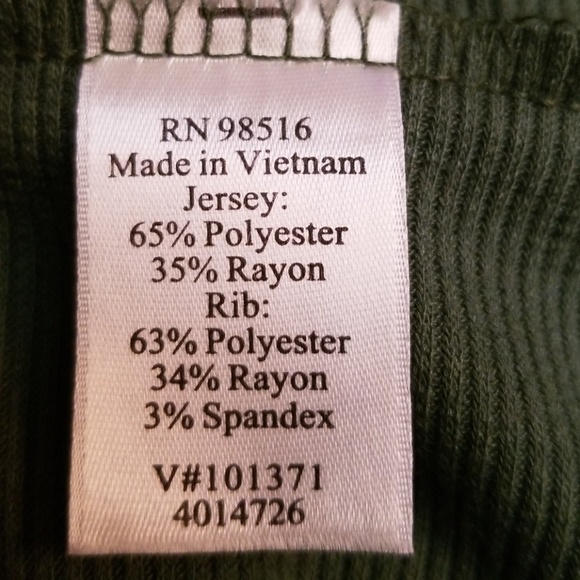 RN 98516
Made in Vietnam
Jersey:
65% Polyester
35% Rayon
Rib:
63% Polyester
34% Rayon
3% Spandex
V#101371
4014726